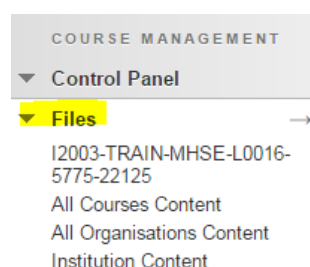 COURSE MANAGEMENT
Control Panel
Files
I2003-TRAIN-MHSE-L0016-
5775-22125
All Courses Content
All Organisations Content
Institution Content